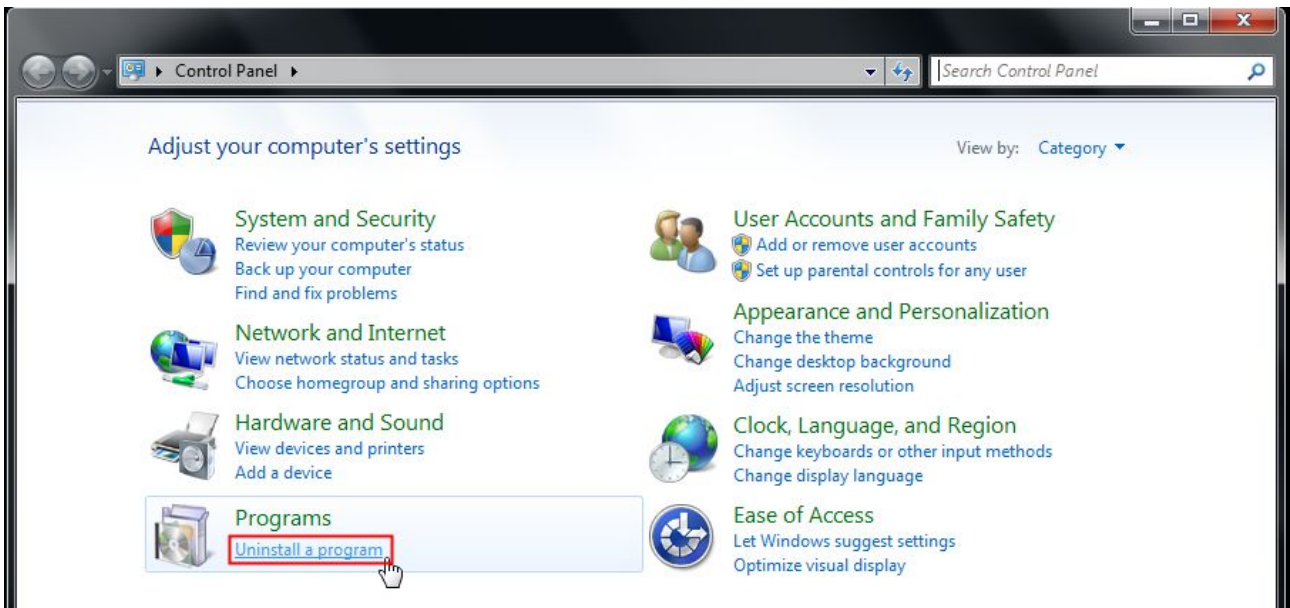 Control Panel
Search Control Panel
Adjust your computer's settings
View by: Category
System and Security
Review your computer's status
Back up your computer
Find and fix problems
Network and Internet
View network status and tasks
Choose homegroup and sharing options
Hardware and Sound
View devices and printers
Add a device
Programs
Uninstall a program
User Accounts and Family Safety
Add or remove user accounts
Set up parental controls for any user
Appearance and Personalization
Change the theme
Change desktop background
Adjust screen resolution
Clock, Language, and Region
Change keyboards or other input methods
Change display language
Ease of Access
Let Windows suggest settings
Optimize visual display